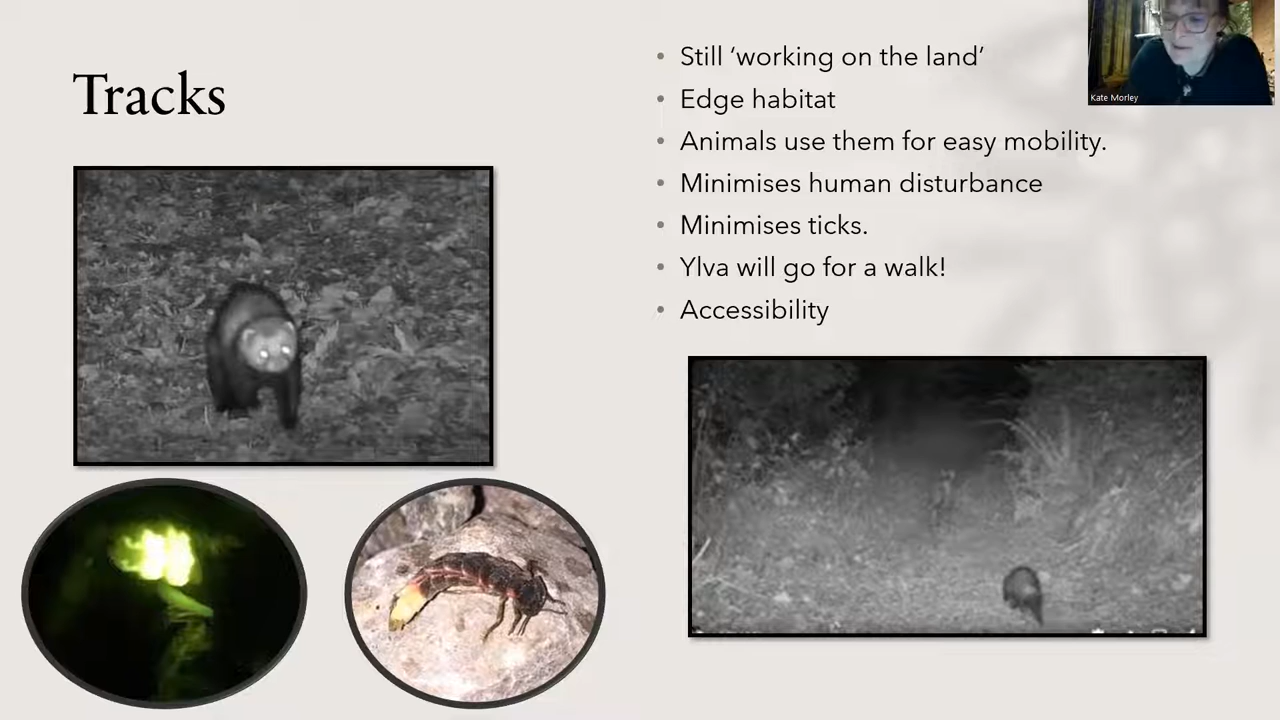 Tracks
Still ‘working on the land’
Edge habitat
Animals use them for easy mobility.
Minimises human disturbance
Minimises ticks.
Ylva will go for a walk!
Accessibility
Kate Morley